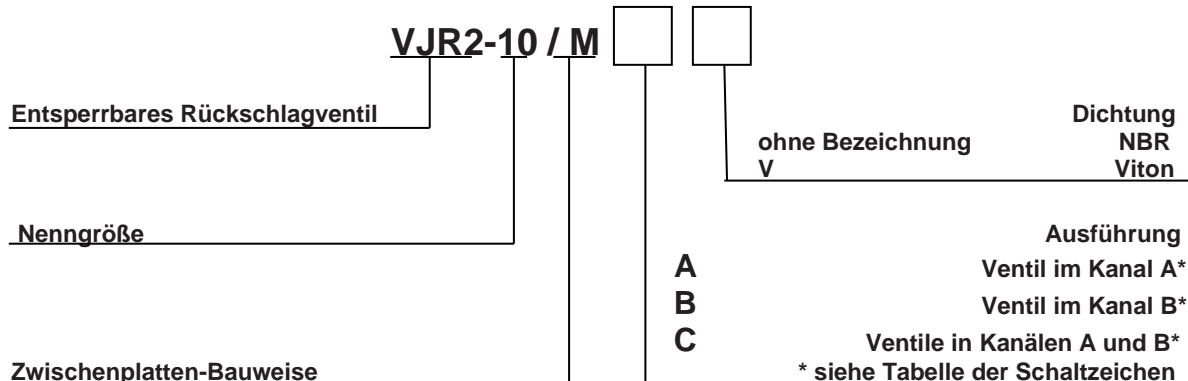 VJR2-10 / M
Entsperrbares Rückschlagventil
Dichtung
ohne Bezeichnung NBR
V Viton
Nenngröße
Ausführung
A Ventil im Kanal A*
B Ventil im Kanal B*
C Ventile in Kanälen A und B*
Zwischenplatten-Bauweise
* siehe Tabelle der Schaltzeichen